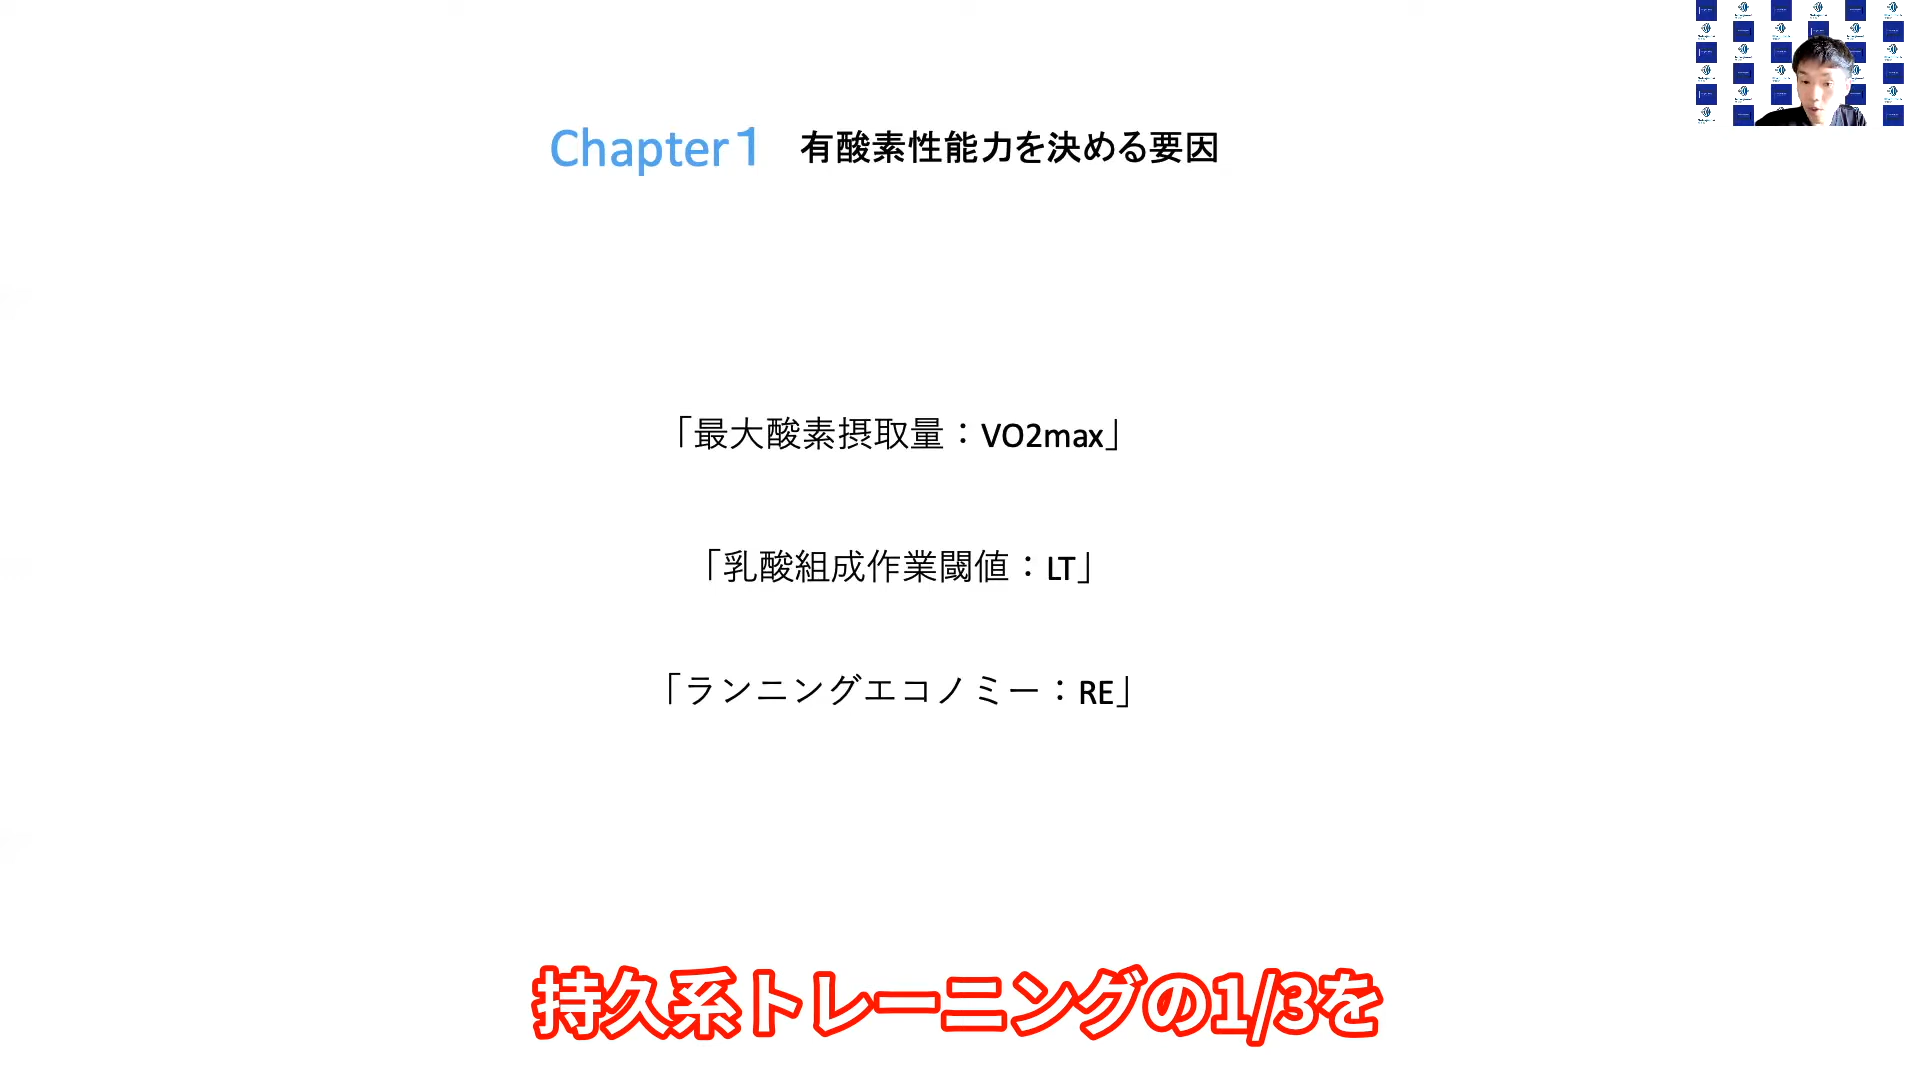 Chapter1 有酸素性能力を決める要因
「最大酸素摂取量：VO2max」
「乳酸組成作業閾値：LT」
「ランニングエコノミー：RE」
持久系トレーニングの1/3を